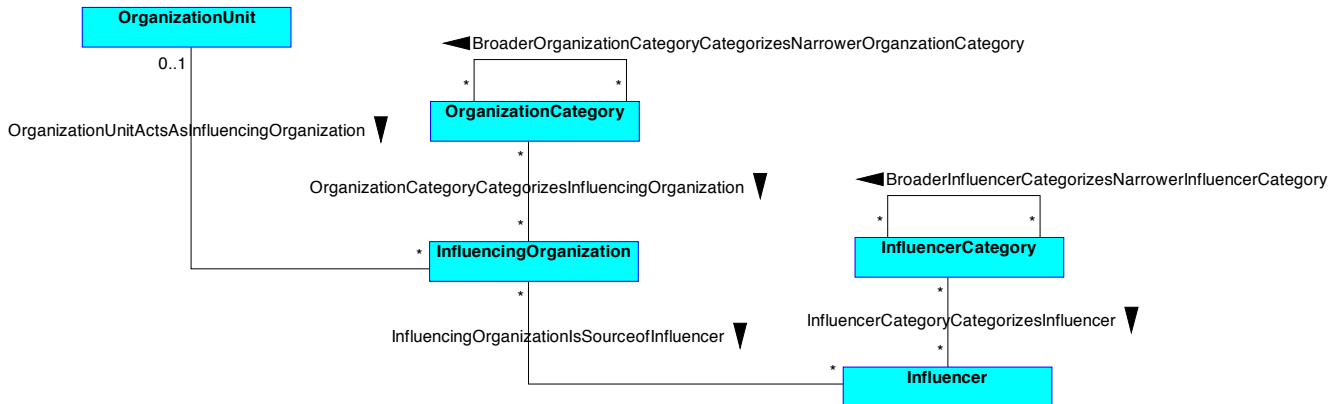 OrganizationUnit
0..1
BroaderOrganizationCategoryCategorizesNarrowerOrganzationCategory
* *
OrganizationCategory
OrganizationUnitActsAsInfluencingOrganization
*
OrganizationCategoryCategorizesInfluencingOrganization
BroaderInfluencerCategorizesNarrowerInfluencerCategory
* *
*
*
InfluencingOrganization
InfluencerCategory
*
*
InfluencingOrganizationIsSourceofInfluencer
InfluencerCategoryCategorizesInfluencer
*
*
Influencer